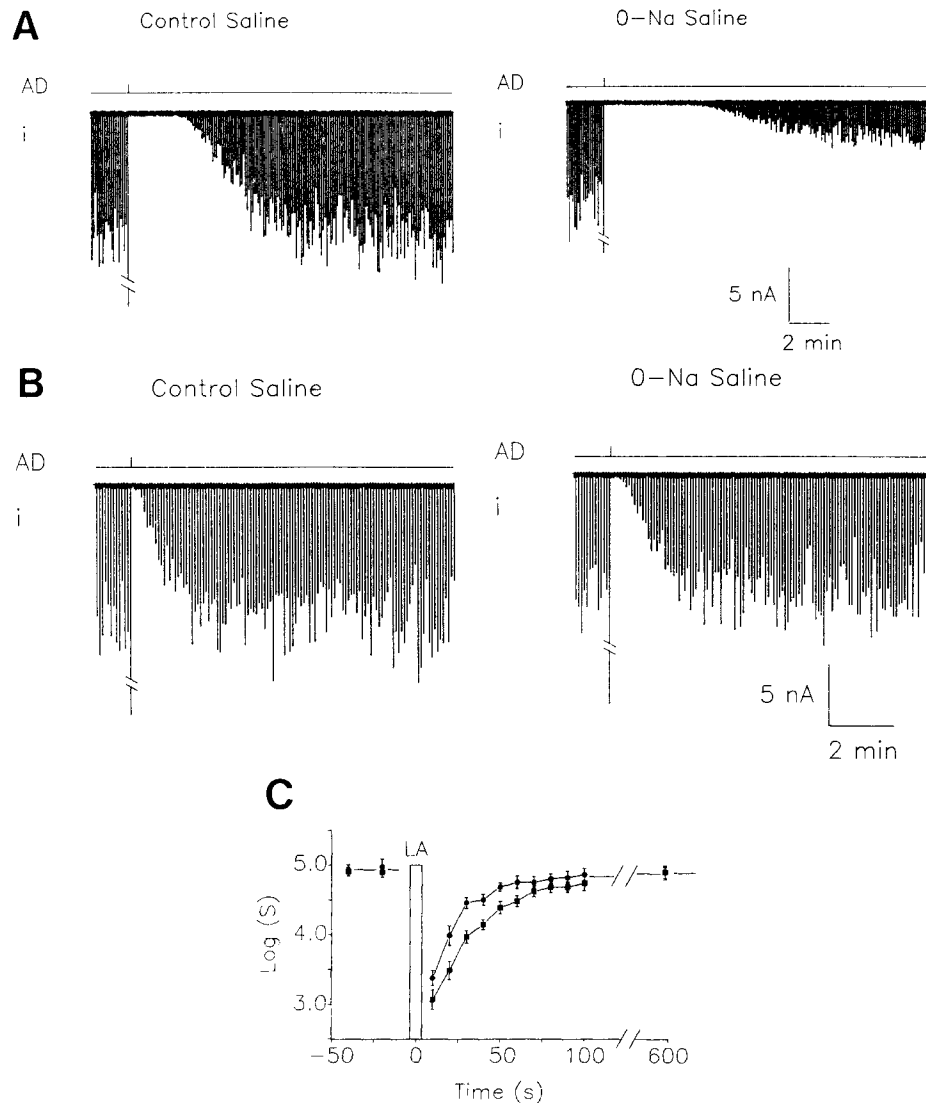 A
Control Saline
0-Na Saline
AD
i
AD
i
5 nA
2 min
B
Control Saline
0-Na Saline
AD
i
AD
i
5 nA
2 min
C
LA
Log (S)
5.0
4.0
3.0
-50
0
50
100
600
Time (s)